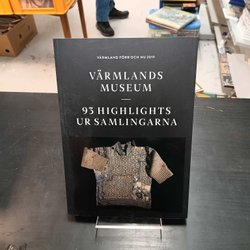 VÄRMLAND FÖRR OCH NU 2019
VÄRMLANDS
MUSEUM
93 HIGHLIGHTS
UR SAMLINGARNA